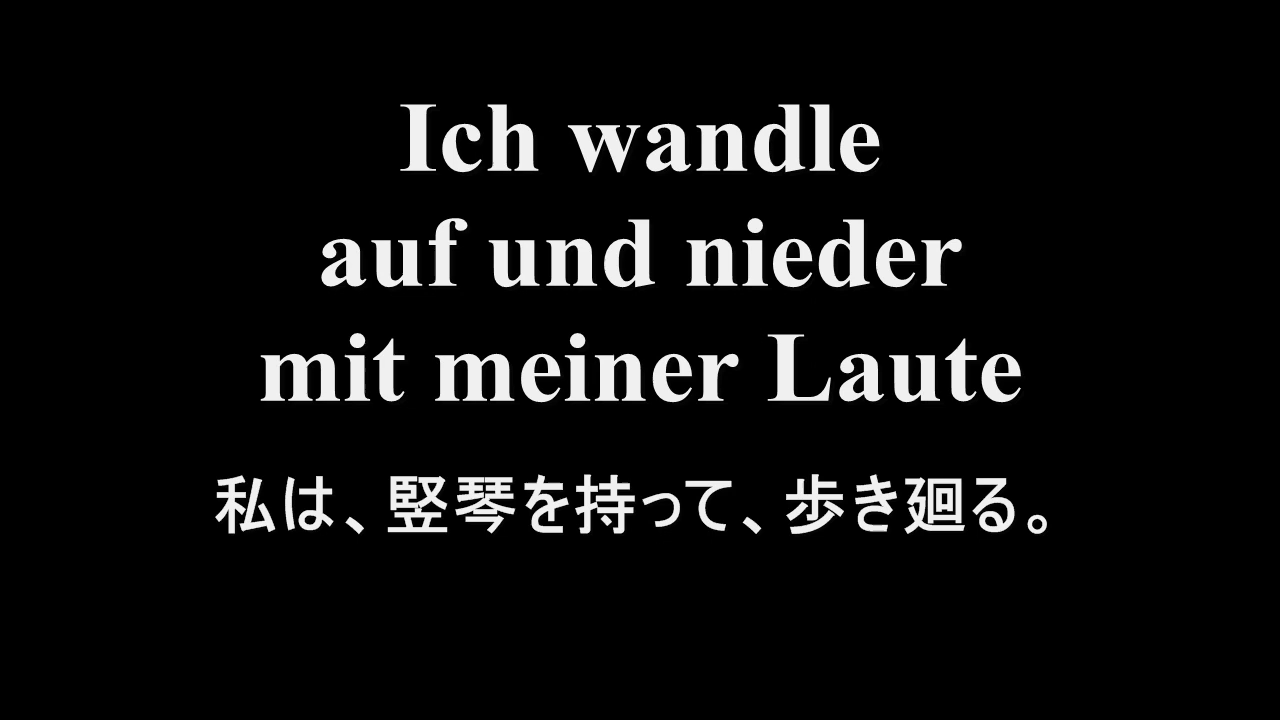 Ich wandle
auf und nieder
mit meiner Laute
私は、竪琴を持って、歩き廻る。